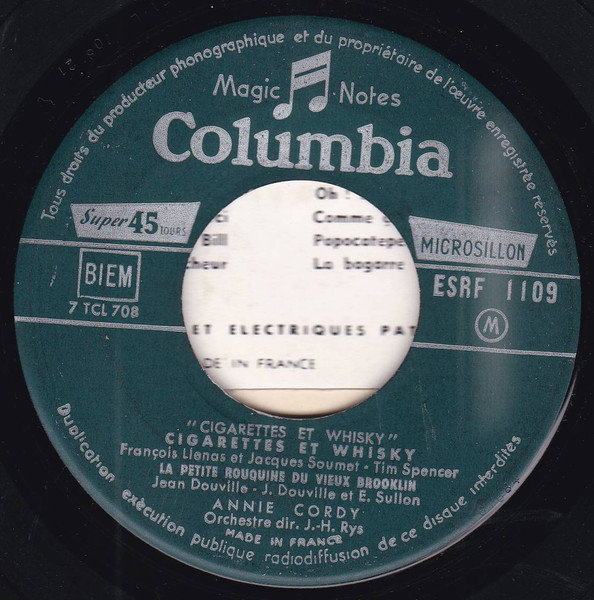 Tous droits du producteur phonographique et du propriétaire de l'œuvre enregistrée réservés
Magic Notes
Columbia
Super 45 TOURS
MICROSILLON
BIEM
7 TCL 708
ESRF 1109
M
Oh !
ci Comme
Bill Popocatepe
cheur La bagarre
ET ELECTRIQUES PAT
DE IN FRANCE
"CIGARETTES ET WHISKY"
CIGARETTES ET WHISKY
François Llenas et Jacques Soumet - Tim Spencer
LA PETITE ROUQUINE DU VIEUX BROOKLIN
Jean Douville - J. Douville et E. Sullon
ANNIE CORDY
Orchestre dir. J.-H. Rys
MADE IN FRANCE
Duplication exécution publique radiodiffusion de ce disque interdites